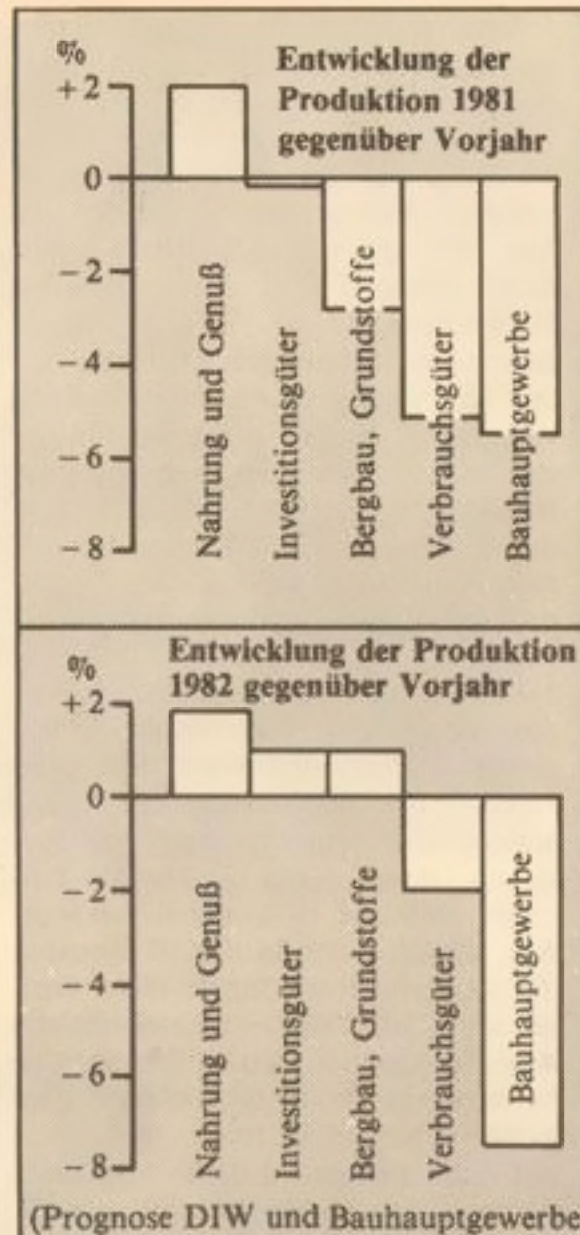 %
Entwicklung der
Produktion 1981
gegenüber Vorjahr
+2
0
−2
−4
−6
−8
Nahrung und Genuß
Investitionsgüter
Bergbau, Grundstoffe
Verbrauchsgüter
Bauhauptgewerbe
%
Entwicklung der Produktion
1982 gegenüber Vorjahr
+2
0
−2
−4
−6
−8
Nahrung und Genuß
Investitionsgüter
Bergbau, Grundstoffe
Verbrauchsgüter
Bauhauptgewerbe
(Prognose DIW und Bauhauptgewerbe